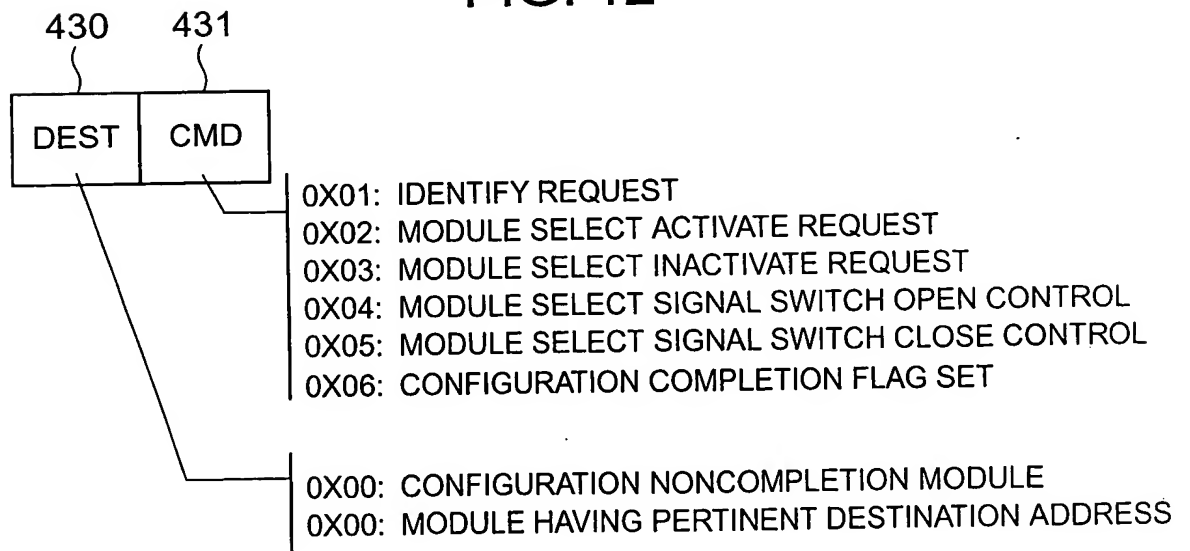 FIG. 12
430 431
DEST CMD
0X01: IDENTIFY REQUEST
0X02: MODULE SELECT ACTIVATE REQUEST
0X03: MODULE SELECT INACTIVATE REQUEST
0X04: MODULE SELECT SIGNAL SWITCH OPEN CONTROL
0X05: MODULE SELECT SIGNAL SWITCH CLOSE CONTROL
0X06: CONFIGURATION COMPLETION FLAG SET
0X00: CONFIGURATION NONCOMPLETION MODULE
0X00: MODULE HAVING PERTINENT DESTINATION ADDRESS